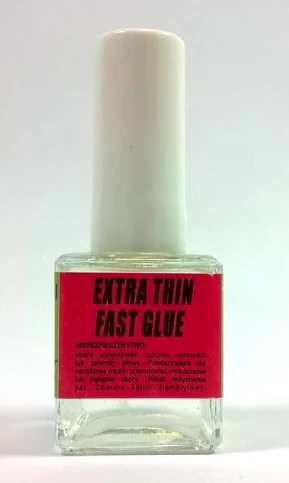 EXTRA THIN
FAST GLUE
NIEBEZPIECZEŃSTWO:
Może wywoływać uczucie senności
lub zawroty głowy. Powtarzające się
narażenie może powodować wysuszanie
lub pękanie skóry. Unikać wdychania
par. Zawiera keton dwumetylowy.